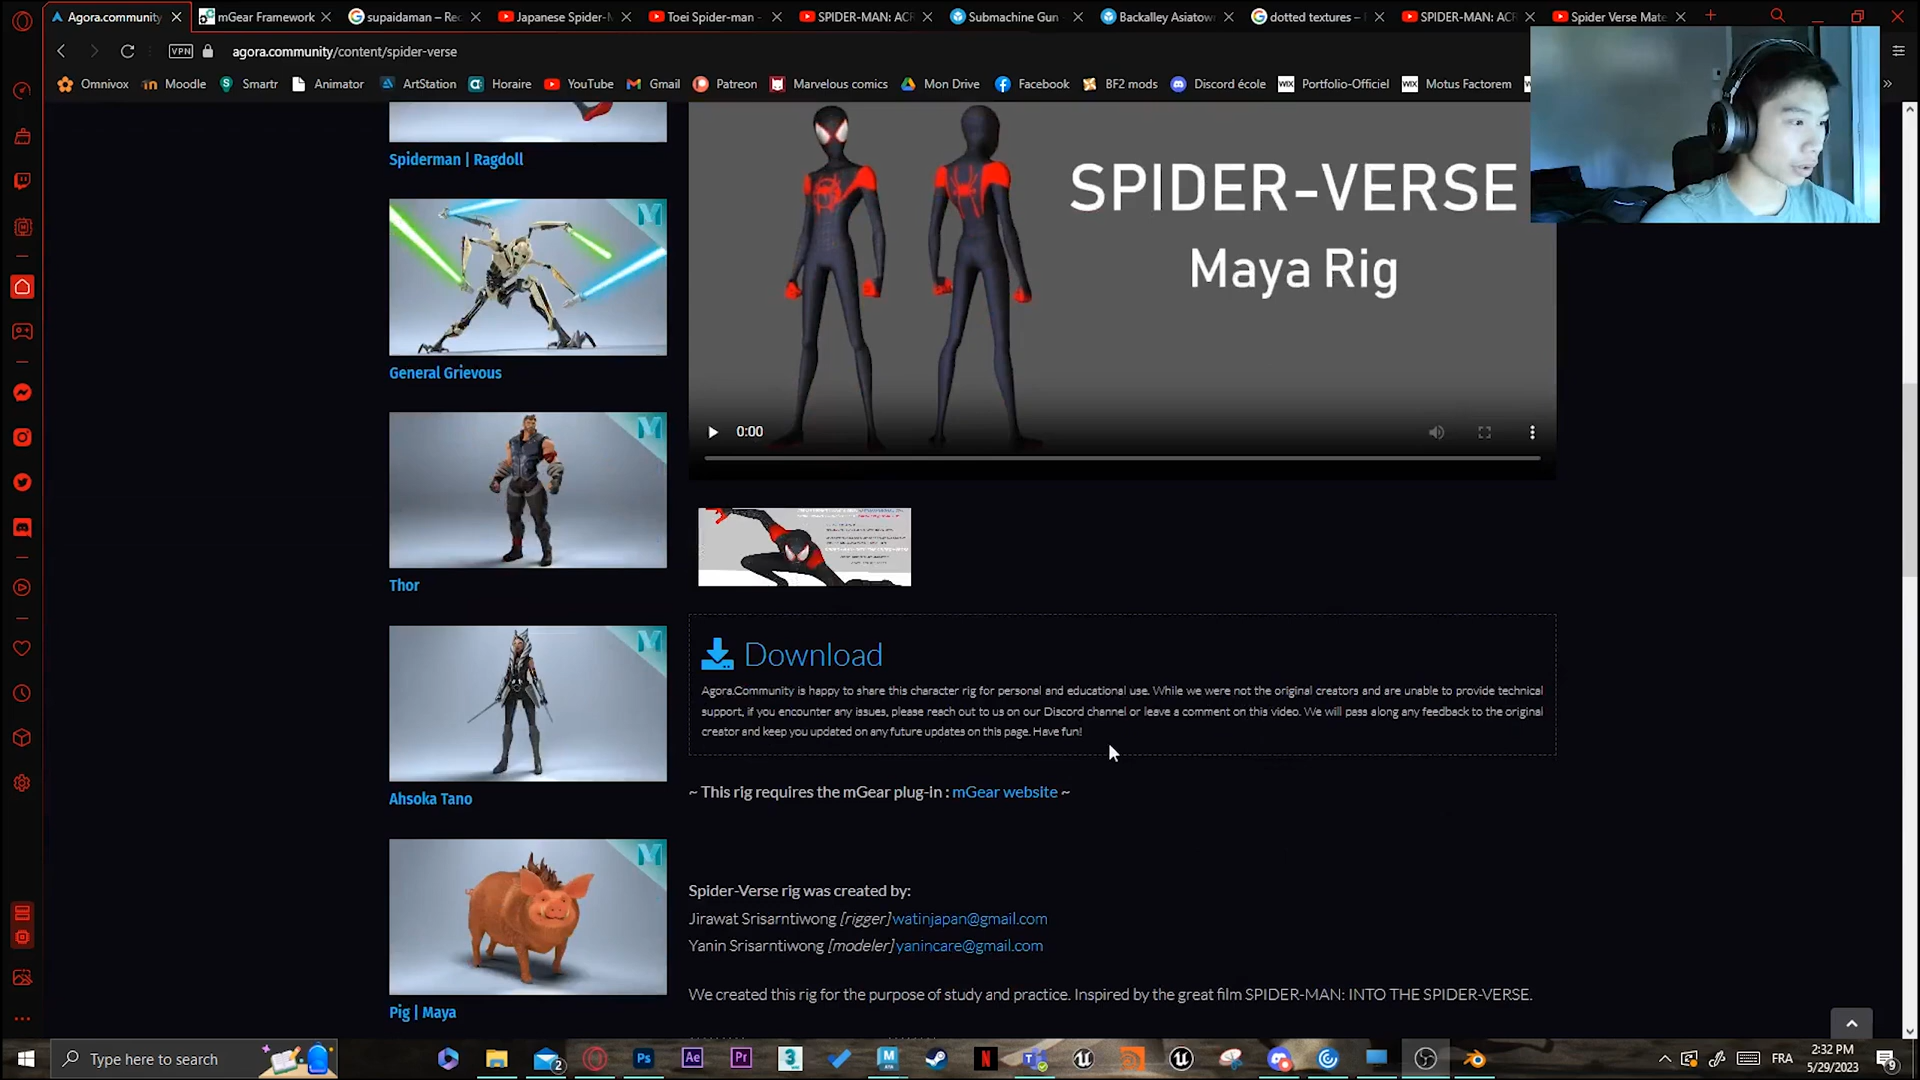 Agora.community
mGear Framework
supaidaman – Rec
Japanese Spider-M
Toei Spider-man -
SPIDER-MAN: ACR
Submachine Gun
Backalley Asiatow
dotted textures –
SPIDER-MAN: ACR
Spider Verse Mate
VPN
agora.community/content/spider-verse
Omnivox
Moodle
Smartr
Animator
ArtStation
Horaire
YouTube
Gmail
Patreon
Marvelous comics
Mon Drive
Facebook
BF2 mods
Discord école
Portfolio-Officiel
Motus Factorem
Spiderman | Ragdoll
General Grievous
Thor
Ahsoka Tano
Pig | Maya
SPIDER-VERSE
Maya Rig
0:00
Download
Agora.Community is happy to share this character rig for personal and educational use. While we were not the original creators and are unable to provide technical
support, if you encounter any issues, please reach out to us on our Discord channel or leave a comment on this video. We will pass along any feedback to the original
creator and keep you updated on any future updates on this page. Have fun!
~ This rig requires the mGear plug-in : mGear website ~
Spider-Verse rig was created by:
Jirawat Srisarntiwong [rigger] watinjapan@gmail.com
Yanin Srisarntiwong [modeler] yanincare@gmail.com
We created this rig for the purpose of study and practice. Inspired by the great film SPIDER-MAN: INTO THE SPIDER-VERSE.
Type here to search
FRA
2:32 PM
5/29/2023